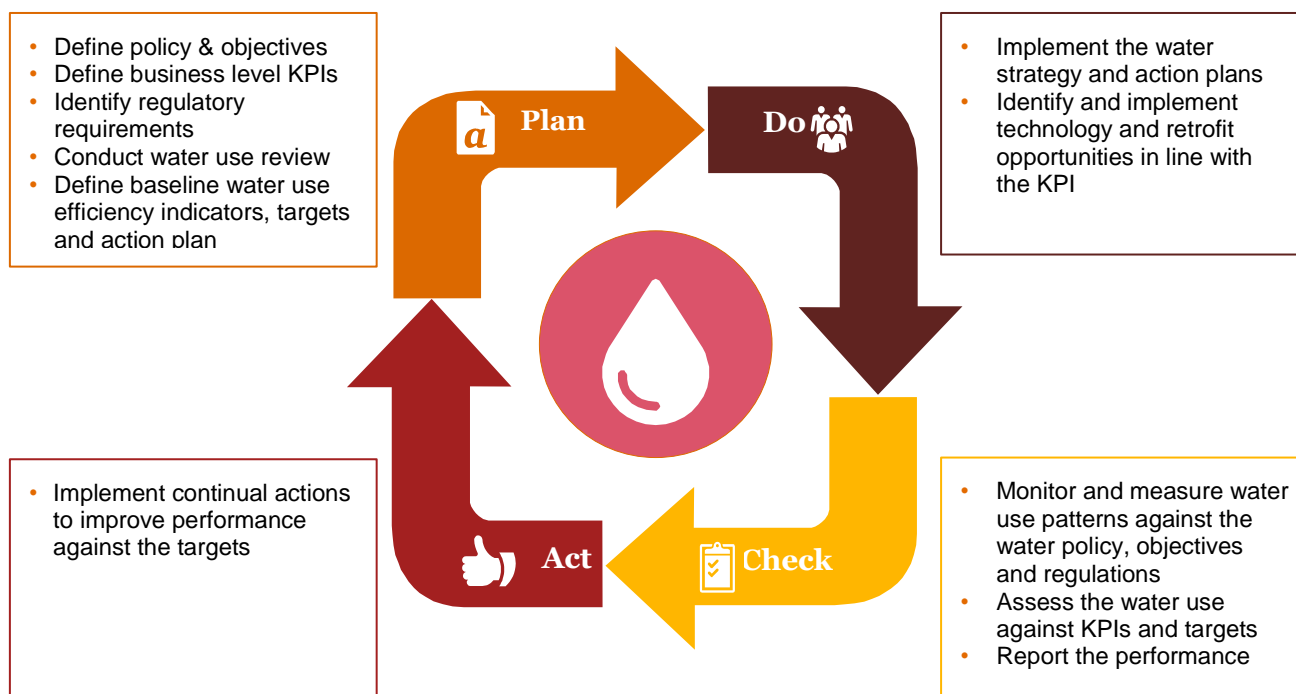 • Define policy & objectives
• Define business level KPIs
• Identify regulatory
requirements
• Conduct water use review
• Define baseline water use
efficiency indicators, targets
and action plan
a
Plan
Do
• Implement the water
strategy and action plans
• Identify and implement
technology and retrofit
opportunities in line with
the KPI
• Implement continual actions
to improve performance
against the targets
Act
Check
• Monitor and measure water
use patterns against the
water policy, objectives
and regulations
• Assess the water use
against KPIs and targets
• Report the performance